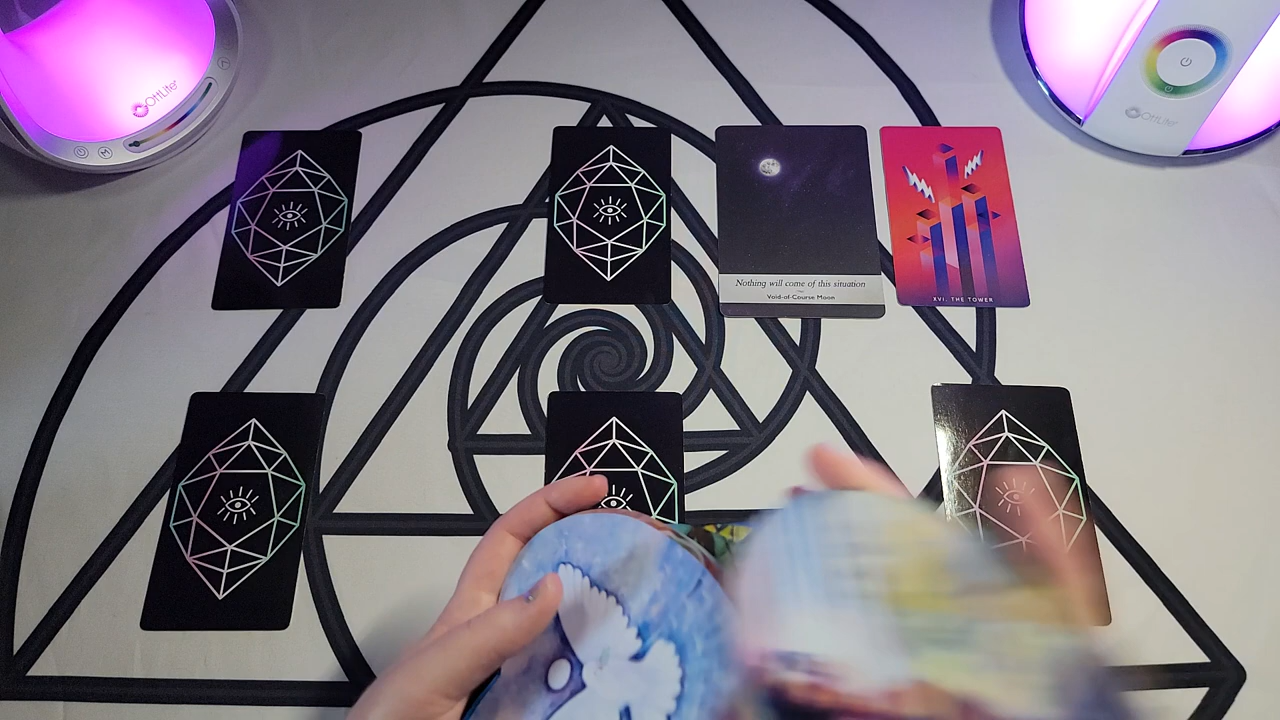 OttLite
OttLite
Nothing will come of this situation
Void-of-Course Moon
XVI. THE TOWER